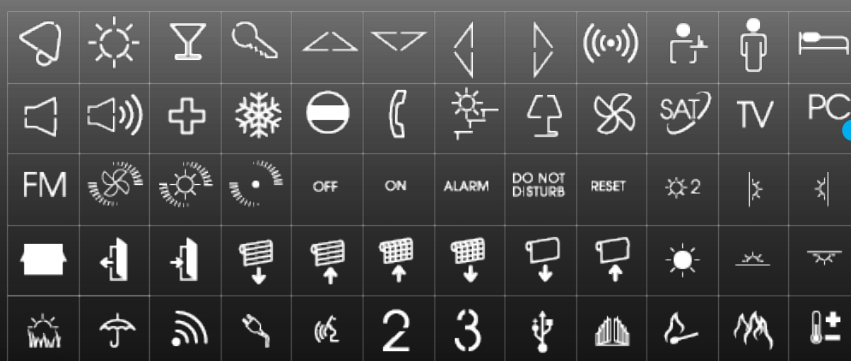 SAT
TV
PC
FM
OFF
ON
ALARM
DO NOT
DISTURB
RESET
2
2
3